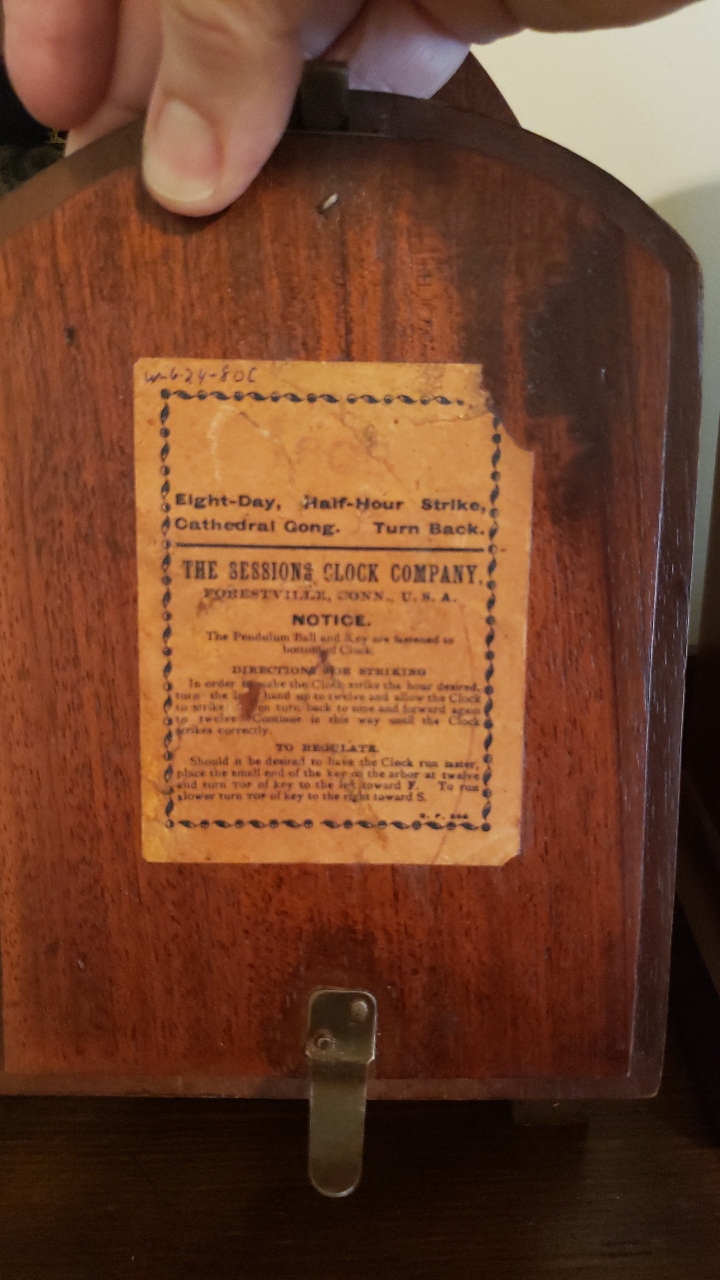 Eight-Day, Half-Hour Strike,
Cathedral Gong. Turn Back.
THE SESSIONS CLOCK COMPANY,
FORESTVILLE, CONN., U. S. A.
NOTICE.
The Pendulum Ball and Key are fastened to
bottom of Clock.
DIRECTIONS FOR STRIKING
In order to make the Clock strike the hour desired,
turn the long hand up to twelve and allow the Clock
to strike on turn back to nine and forward again
to twelve Continue in this way until the Clock
strikes correctly.
TO REGULATE.
Should it be desired to have the Clock run faster,
place the small end of the key on the arbor at twelve
and turn TOP of key to the left toward F. To run
slower turn TOP of key to the right toward S.